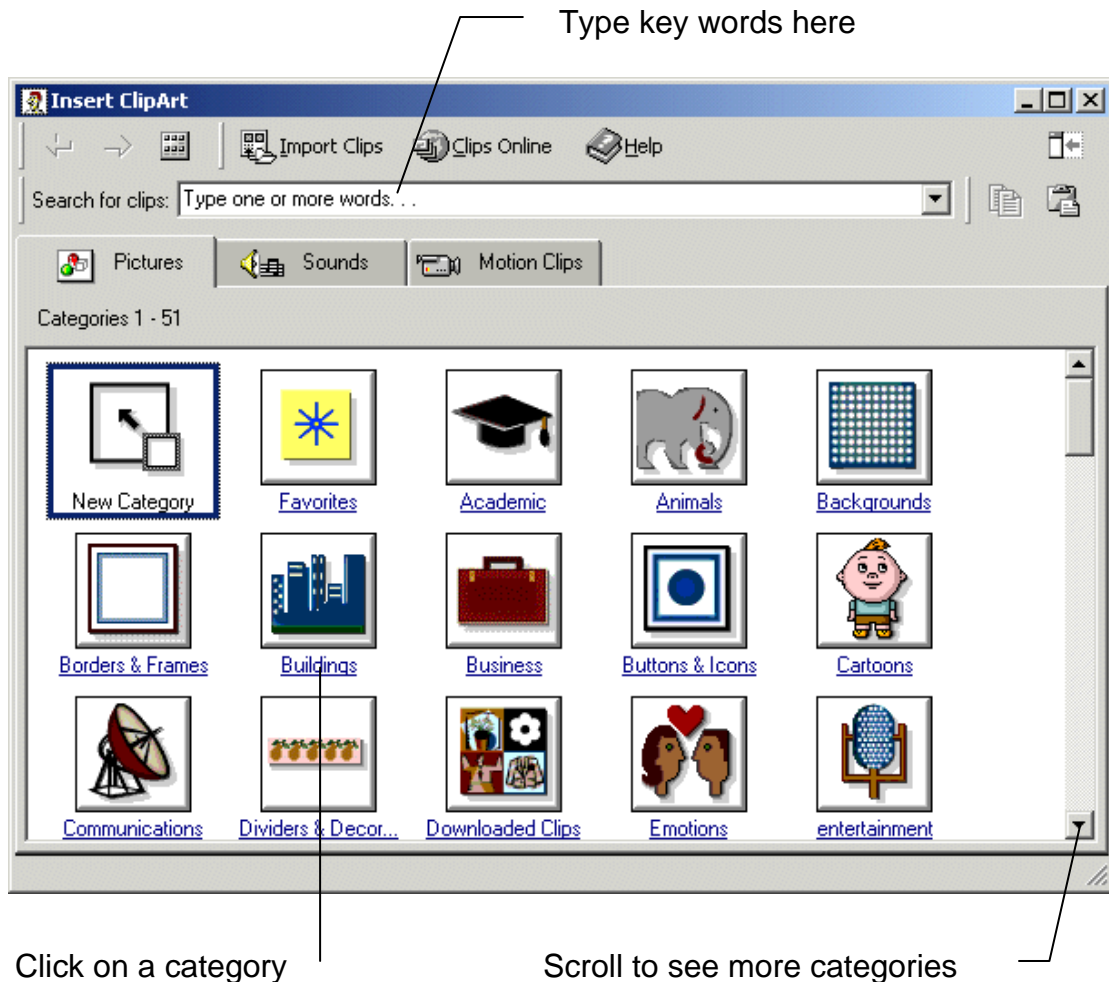 Type key words here
Insert ClipArt
Import Clips Clips Online Help
Search for clips: Type one or more words. . .
Pictures Sounds Motion Clips
Categories 1 - 51
New Category Favorites Academic Animals Backgrounds
Borders & Frames Buildings Business Buttons & Icons Cartoons
Communications Dividers & Decor... Downloaded Clips Emotions entertainment
Click on a category Scroll to see more categories